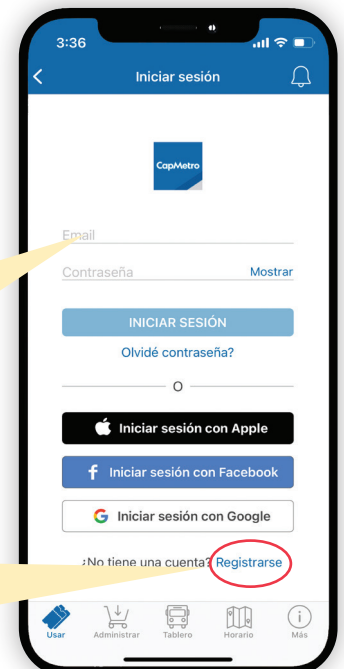 3:36
Iniciar sesión
CapMetro
Email
Contraseña Mostrar
INICIAR SESIÓN
Olvidé contraseña?
O
Iniciar sesión con Apple
Iniciar sesión con Facebook
Iniciar sesión con Google
¿No tiene una cuenta? Registrarse
Usar Administrar Tablero Horario Más